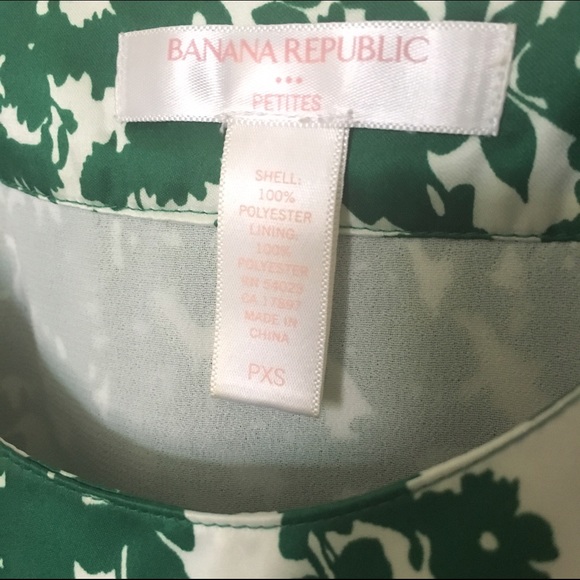 BANANA REPUBLIC
•••
PETITES
SHELL:
100%
POLYESTER
LINING:
100%
POLYESTER
RN 54023
CA 17897
MADE IN
CHINA
PXS